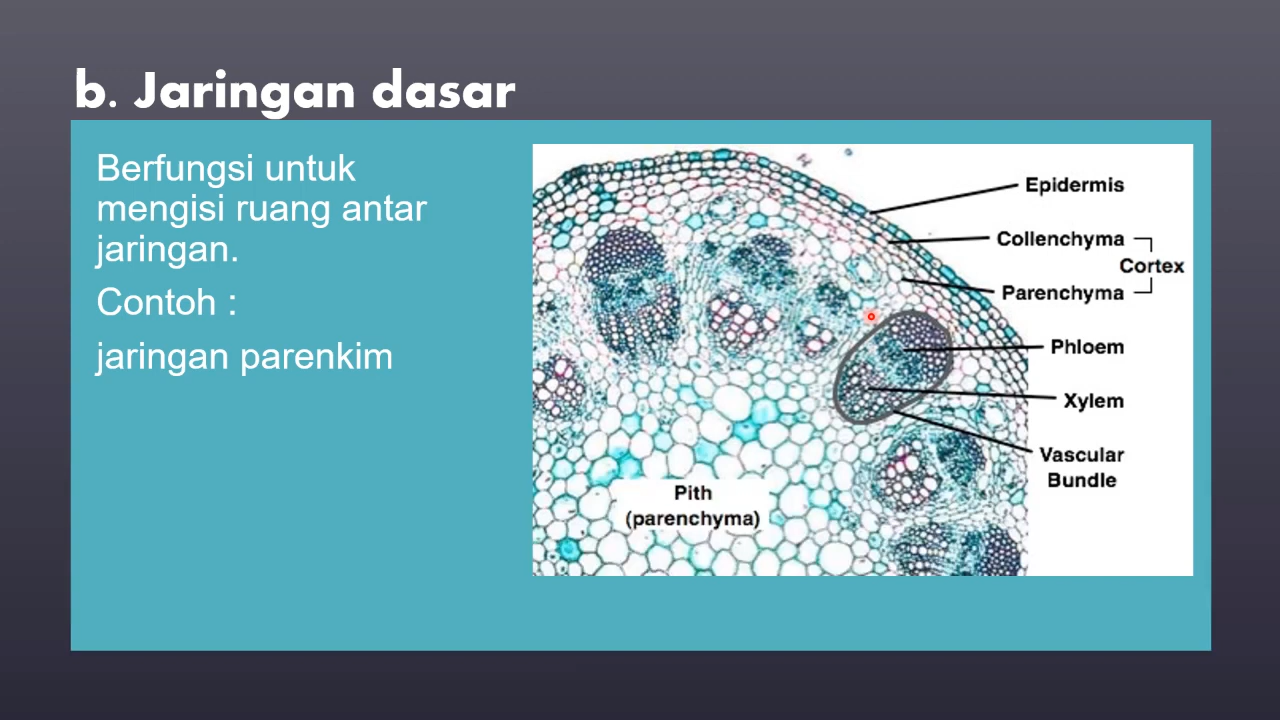 b. Jaringan dasar
Berfungsi untuk
mengisi ruang antar
jaringan.
Contoh :
jaringan parenkim
Epidermis
Collenchyma
Cortex
Parenchyma
Phloem
Xylem
Vascular
Bundle
Pith
(parenchyma)